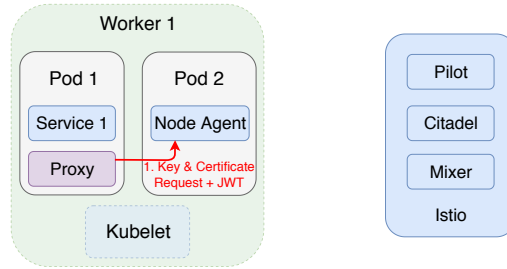 Worker 1
Pod 1
Pod 2
Service 1
Node Agent
Proxy
1. Key & Certificate
Request + JWT
Kubelet
Pilot
Citadel
Mixer
Istio